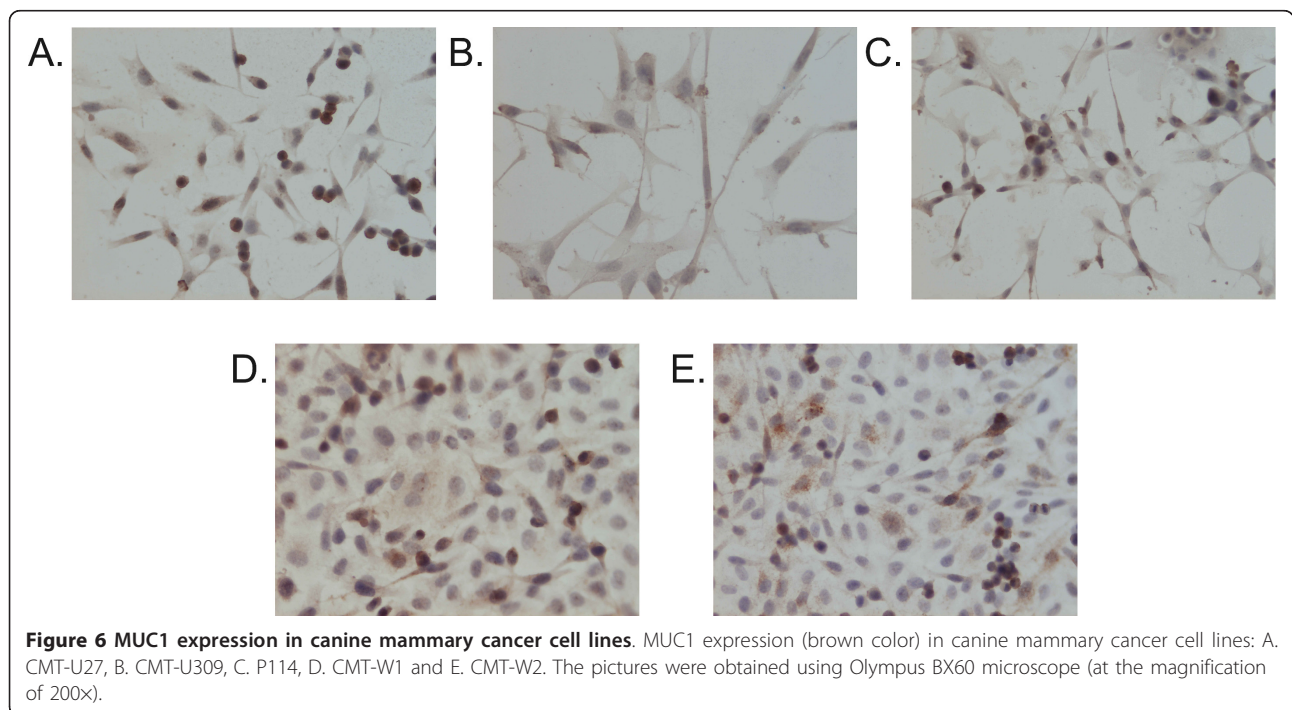 A.
B.
C.
D.
E.
Figure 6 MUC1 expression in canine mammary cancer cell lines. MUC1 expression (brown color) in canine mammary cancer cell lines: A.
CMT-U27, B. CMT-U309, C. P114, D. CMT-W1 and E. CMT-W2. The pictures were obtained using Olympus BX60 microscope (at the magnification
of 200×).